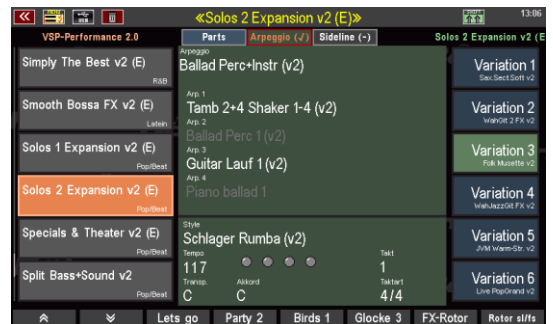 «Solos 2 Expansion v2 (E)»
13:06
VSP-Performance 2.0
Parts
Arpeggio (√)
Sideline (-)
Solos 2 Expansion v2 (E
Simply The Best v2 (E)
R&B
Smooth Bossa FX v2 (E)
Latein
Solos 1 Expansion v2 (E)
Pop/Beat
Solos 2 Expansion v2 (E)
Pop/Beat
Specials & Theater v2 (E)
Pop/Beat
Split Bass+Sound v2
Pop/Beat
Arpeggio
Ballad Perc+Instr (v2)
Arp. 1
Tamb 2+4 Shaker 1-4 (v2)
Arp. 2
Ballad Perc 1 (v2)
Arp. 3
Guitar Lauf 1 (v2)
Arp. 4
Piano ballad 1
Style
Schlager Rumba (v2)
Tempo
117
Takt
1
Transp.
C
Akkord
C
Taktart
4/4
Variation 1
Sax.Sect.Soft v2
Variation 2
WahGit 2 FX v2
Variation 3
Folk Musette v2
Variation 4
WahJazzGit FX v2
Variation 5
JVM Warm-Str. v2
Variation 6
Live PopGrand v2
Lets go
Party 2
Birds 1
Glocke 3
FX-Rotor
Rotor sl/fs